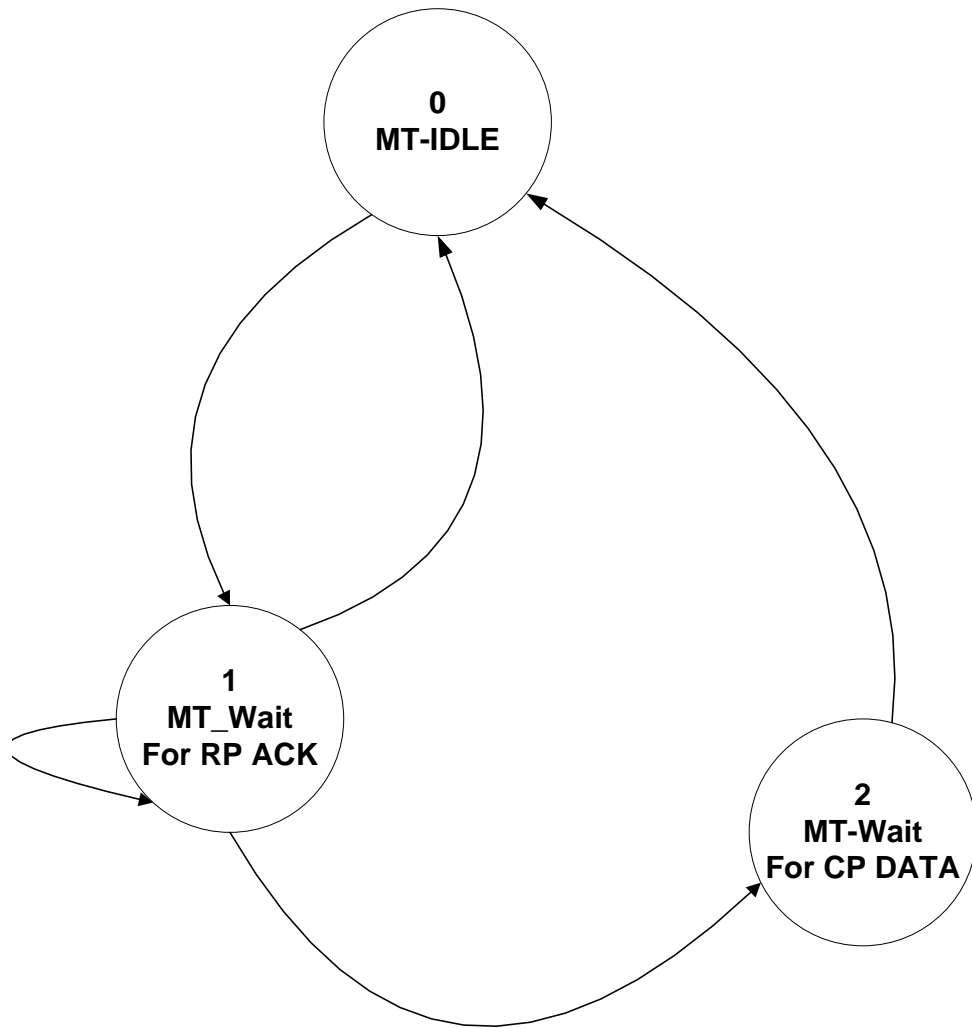 0
MT-IDLE
1
MT_Wait
For RP ACK
2
MT-Wait
For CP DATA